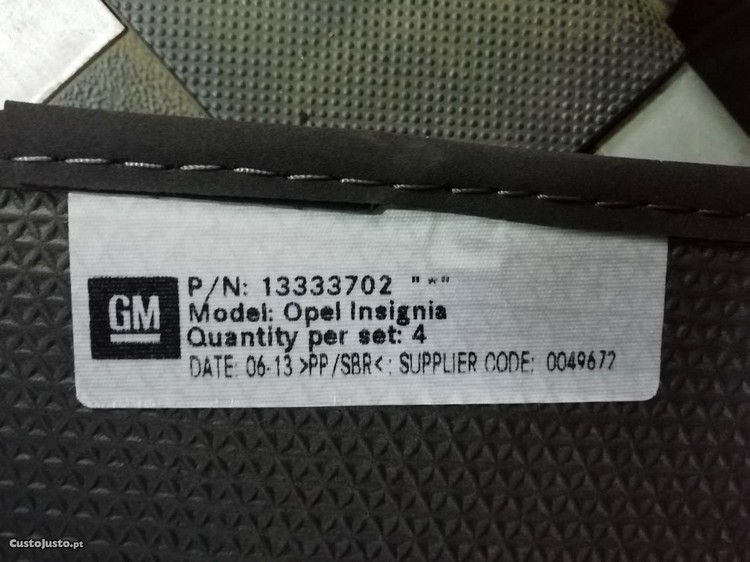 GM
P/N: 13333702 "*"
Model: Opel Insignia
Quantity per set: 4
DATE: 06-13 >PP/SBR<; SUPPLIER CODE: 0049672
CustoJusto.pt